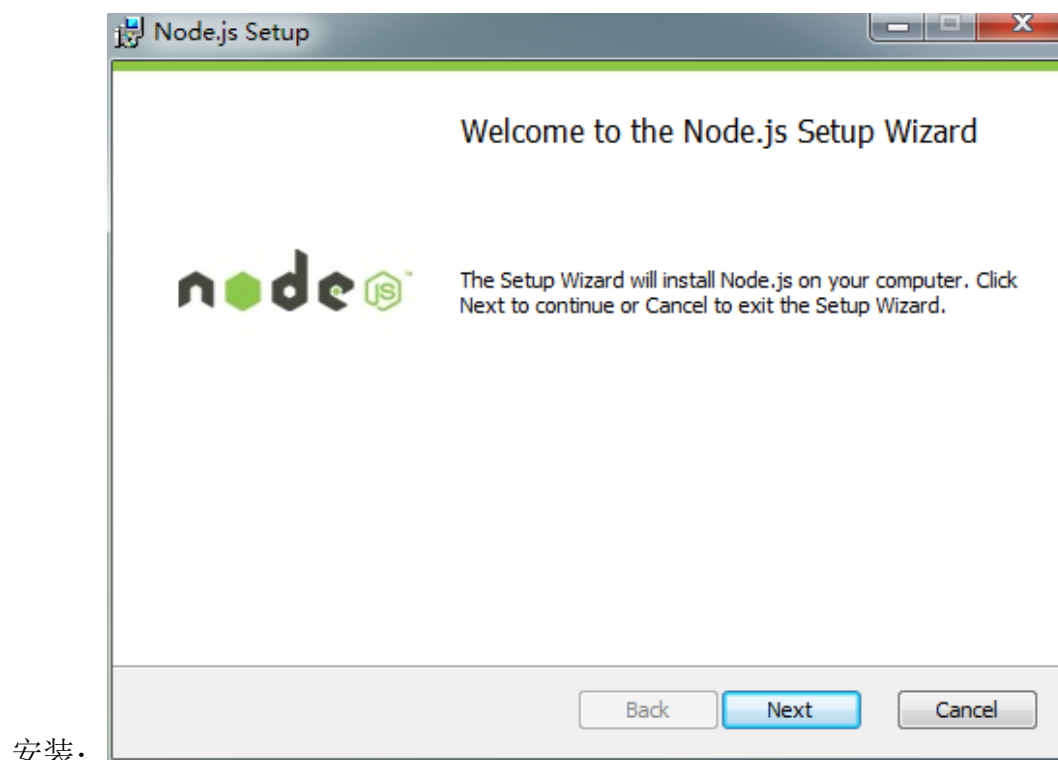 Node.js Setup
Welcome to the Node.js Setup Wizard
node JS™
The Setup Wizard will install Node.js on your computer. Click
Next to continue or Cancel to exit the Setup Wizard.
Back Next Cancel
安装: